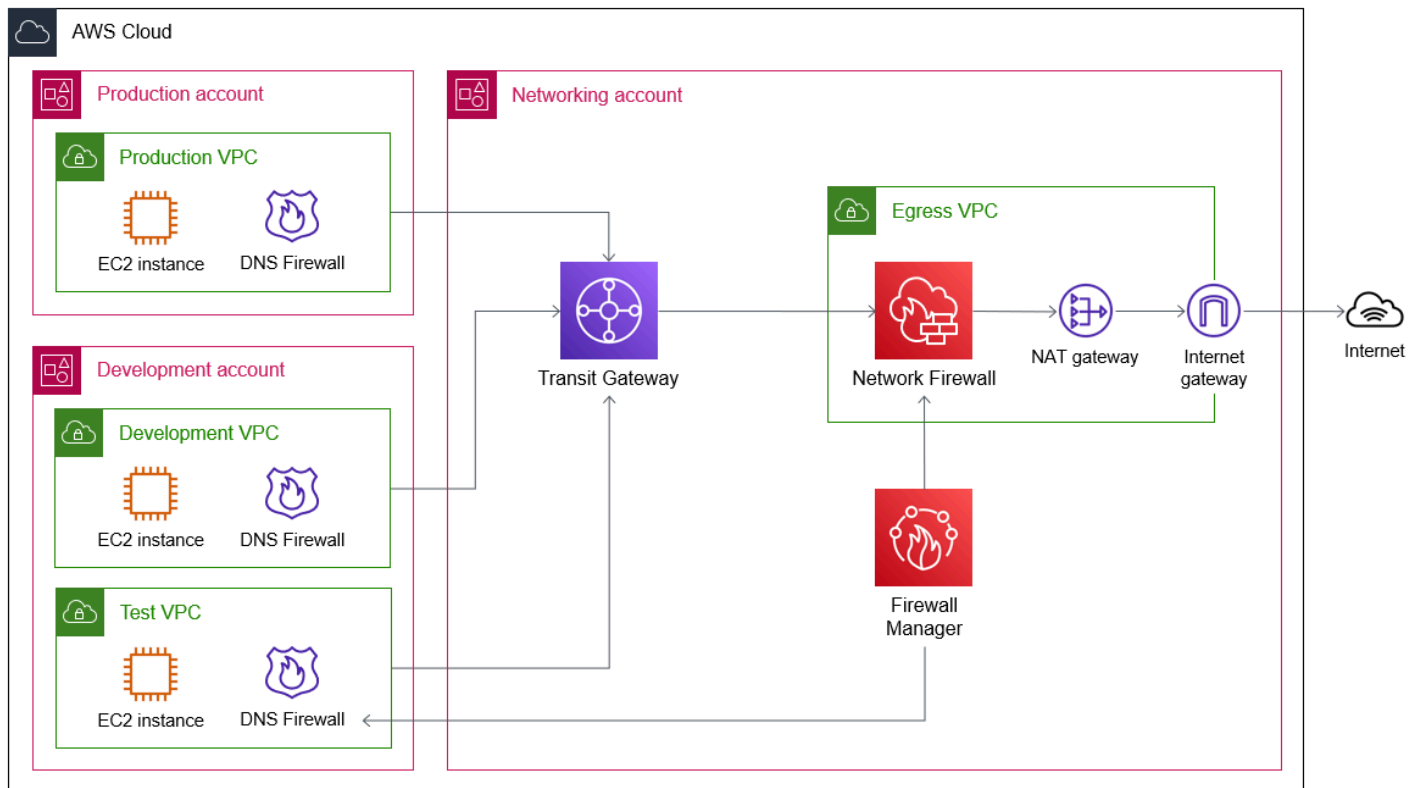 AWS Cloud
Production account
Networking account
Production VPC
EC2 instance
DNS Firewall
Egress VPC
Transit Gateway
Network Firewall
NAT gateway
Internet
gateway
Internet
Development account
Development VPC
EC2 instance
DNS Firewall
Firewall
Manager
Test VPC
EC2 instance
DNS Firewall